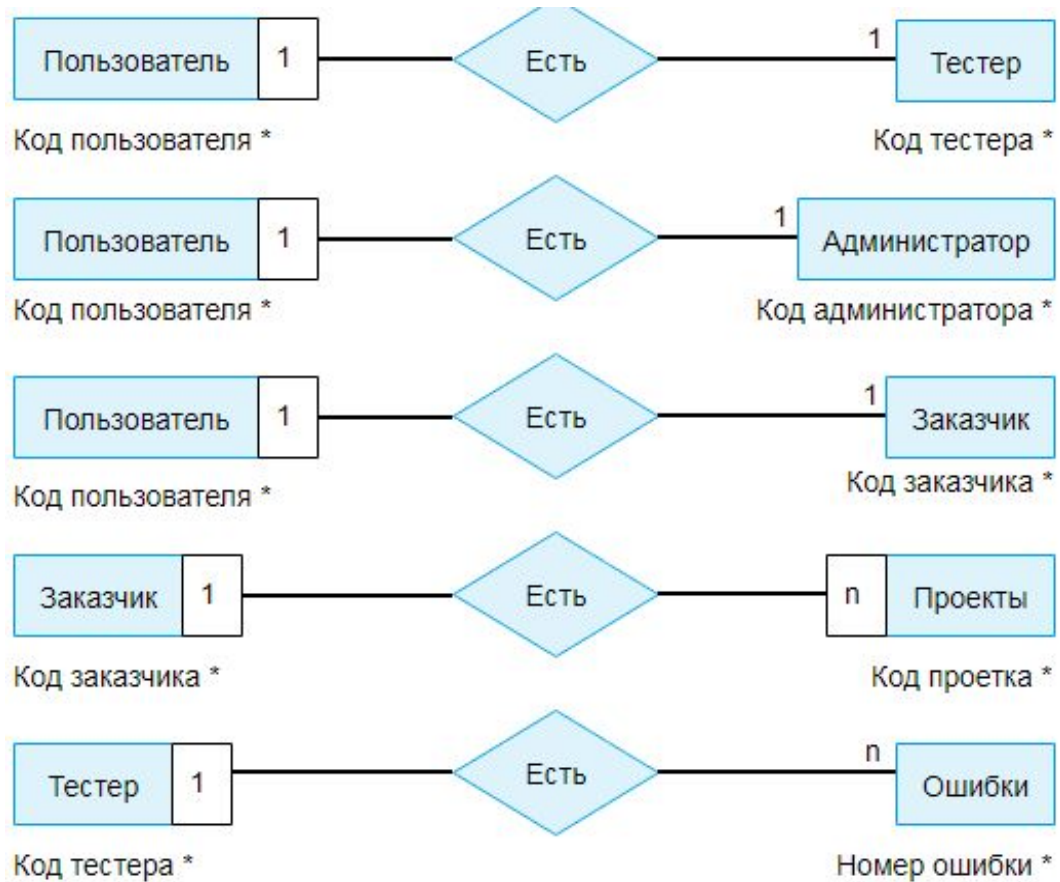 Пользователь 1 Есть 1 Тестер
Код пользователя * Код тестера *
Пользователь 1 Есть 1 Администратор
Код пользователя * Код администратора *
Пользователь 1 Есть 1 Заказчик
Код пользователя * Код заказчика *
Заказчик 1 Есть n Проекты
Код заказчика * Код проетка *
Тестер 1 Есть n Ошибки
Код тестера * Номер ошибки *